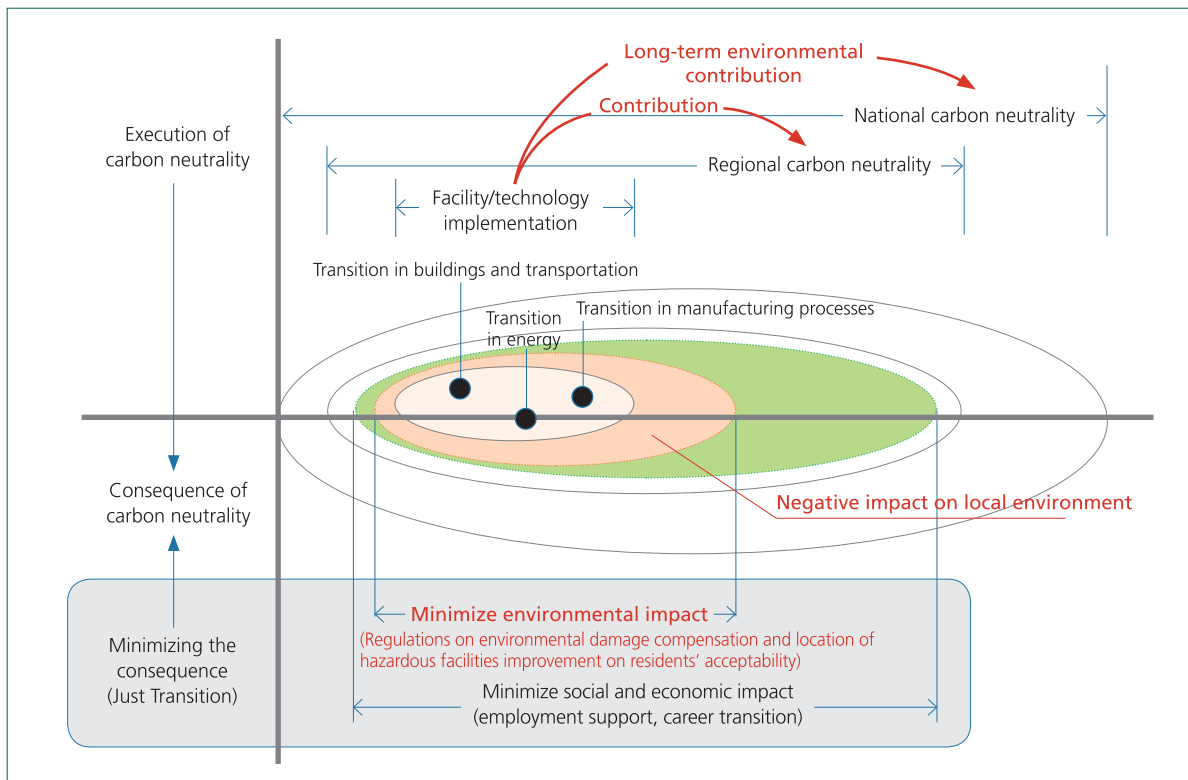 Long-term environmental
contribution
Contribution
National carbon neutrality
Execution of
carbon neutrality
Regional carbon neutrality
Facility/technology
implementation
Transition in buildings and transportation
Transition
in energy
Transition in manufacturing processes
Consequence of
carbon neutrality
Negative impact on local environment
Minimizing the
consequence
(Just Transition)
Minimize environmental impact
(Regulations on environmental damage compensation and location of
hazardous facilities improvement on residents’ acceptability)
Minimize social and economic impact
(employment support, career transition)